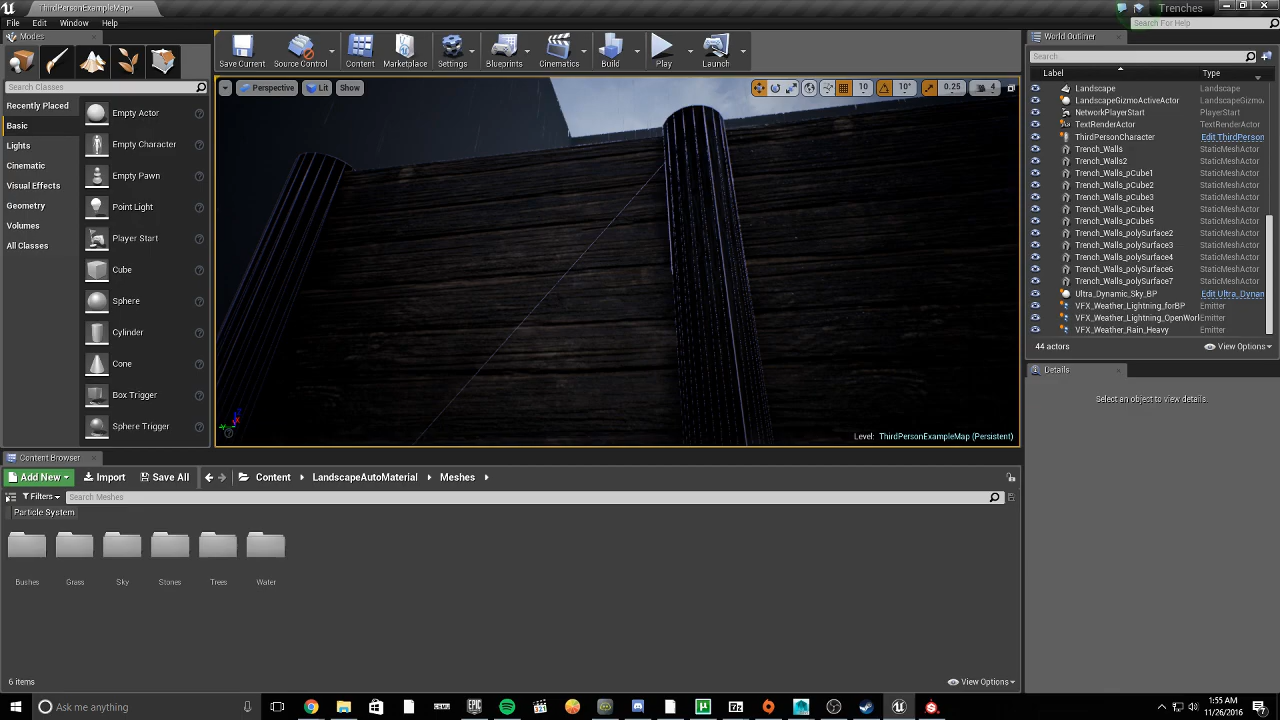 ThirdPersonExampleMap*
Trenches
File Edit Window Help
Search For Help
Modes
Search Classes
Recently Placed
Basic
Lights
Cinematic
Visual Effects
Geometry
Volumes
All Classes
Empty Actor
Empty Character
Empty Pawn
Point Light
Player Start
Cube
Sphere
Cylinder
Cone
Box Trigger
Sphere Trigger
Save Current
Source Control
Content
Marketplace
Settings
Blueprints
Cinematics
Build
Play
Launch
Perspective Lit Show
10 10° 0.25 4
Level: ThirdPersonExampleMap (Persistent)
World Outliner
Search
Label Type
Landscape Landscape
LandscapeGizmoActiveActor LandscapeGizmo
NetworkPlayerStart PlayerStart
TextRenderActor TextRenderActor
ThirdPersonCharacter Edit ThirdPerson
Trench_Walls StaticMeshActor
Trench_Walls2 StaticMeshActor
Trench_Walls_pCube1 StaticMeshActor
Trench_Walls_pCube2 StaticMeshActor
Trench_Walls_pCube3 StaticMeshActor
Trench_Walls_pCube4 StaticMeshActor
Trench_Walls_pCube5 StaticMeshActor
Trench_Walls_polySurface2 StaticMeshActor
Trench_Walls_polySurface3 StaticMeshActor
Trench_Walls_polySurface4 StaticMeshActor
Trench_Walls_polySurface6 StaticMeshActor
Trench_Walls_polySurface7 StaticMeshActor
Ultra_Dynamic_Sky_BP Edit Ultra_Dynan
VFX_Weather_Lightning_forBP Emitter
VFX_Weather_Lightning_OpenWorl Emitter
VFX_Weather_Rain_Heavy Emitter
44 actors View Options
Details
Select an object to view details.
Content Browser
Add New Import Save All Content LandscapeAutoMaterial Meshes
Filters Search Meshes
Particle System
Bushes Grass Sky Stones Trees Water
6 items View Options
Ask me anything
1:55 AM
11/26/2016